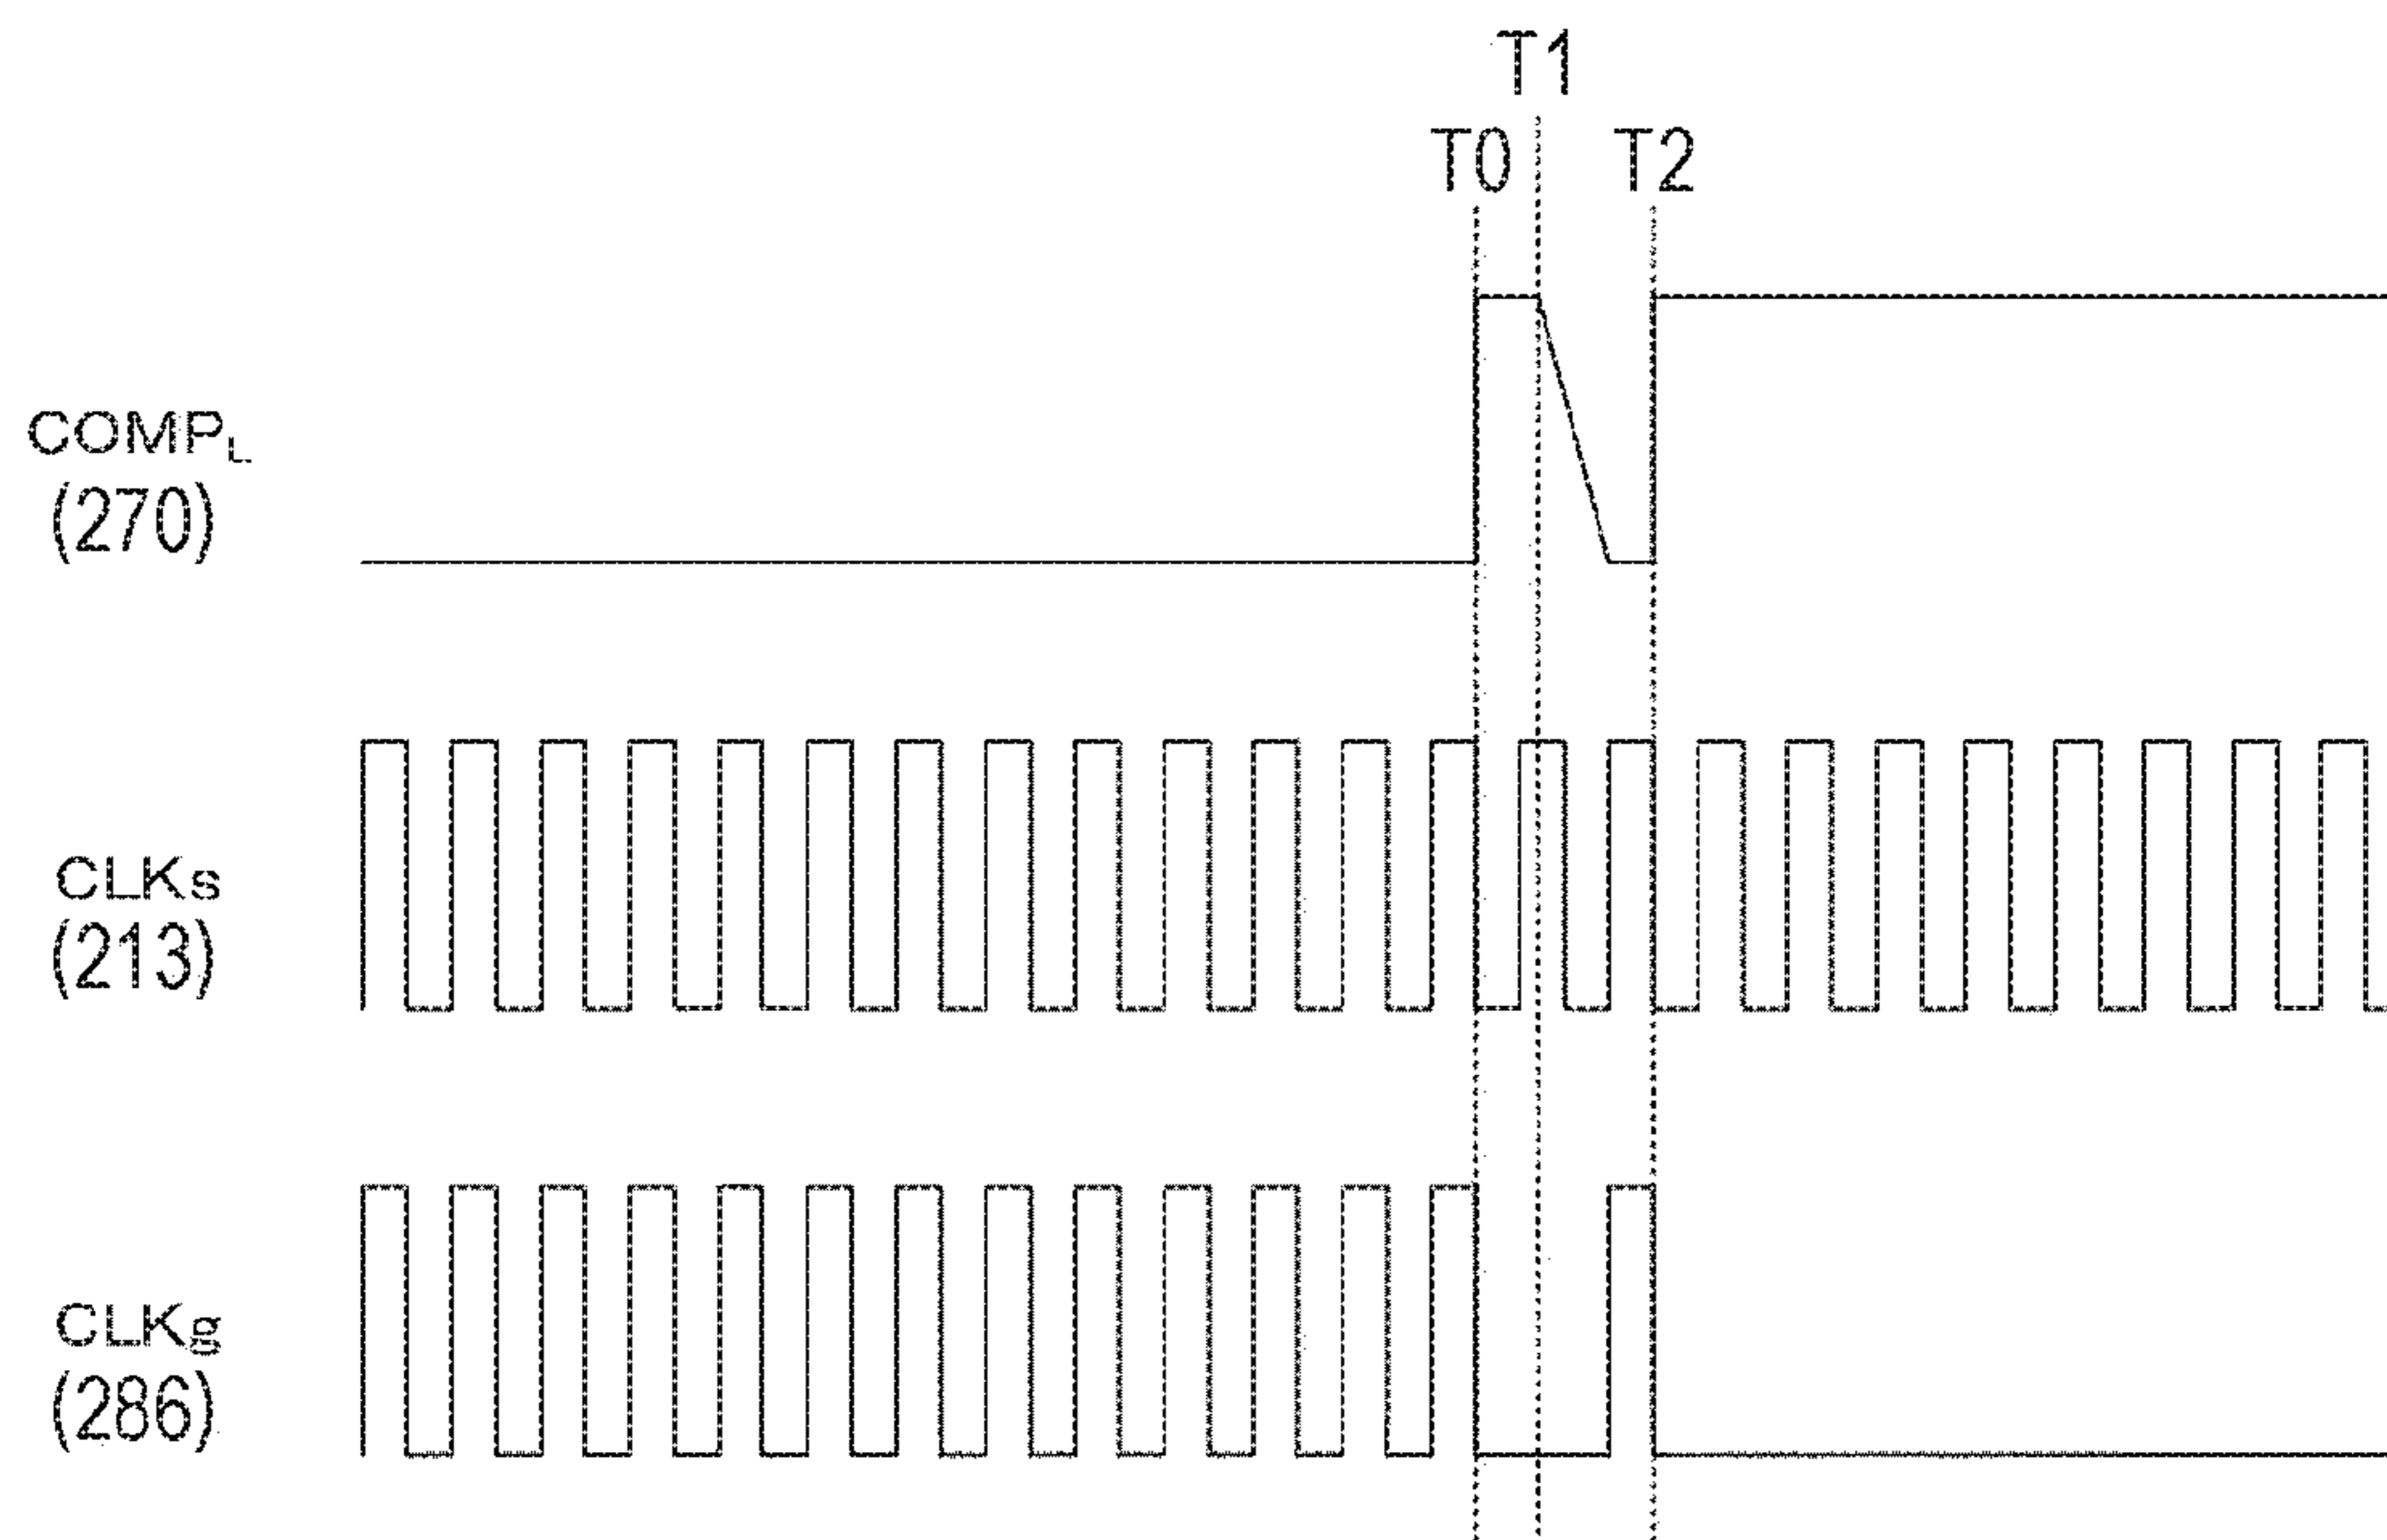 T1
T0 T2
COMPL
(270)
CLKs
(213)
CLKg
(286)